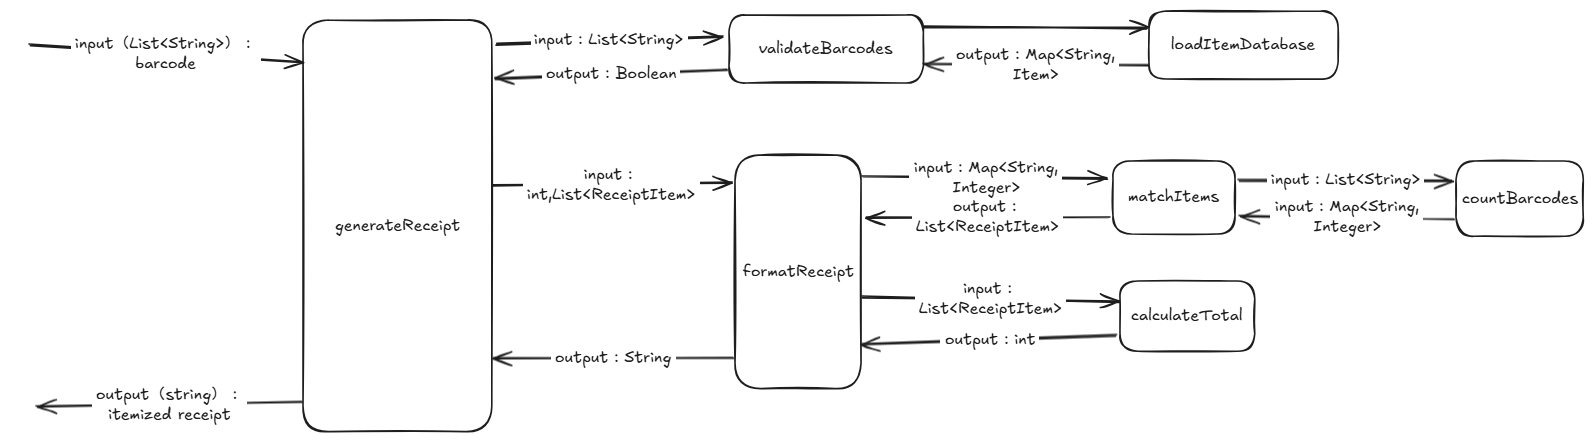 input (List<String>) :
barcode
generateReceipt
input : List<String>
output : Boolean
validateBarcodes
output : Map<String,
Item>
loadItemDatabase
input :
int,List<ReceiptItem>
formatReceipt
input : Map<String,
Integer>
output :
List<ReceiptItem>
matchItems
input : List<String>
input : Map<String,
Integer>
countBarcodes
input :
List<ReceiptItem>
output : int
calculateTotal
output : String
output (string) :
itemized receipt